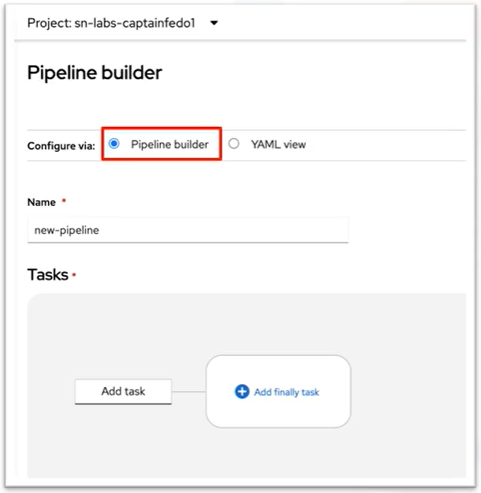 Project: sn-labs-captainfedo1
Pipeline builder
Configure via: Pipeline builder YAML view
Name *
new-pipeline
Tasks *
Add task
Add finally task